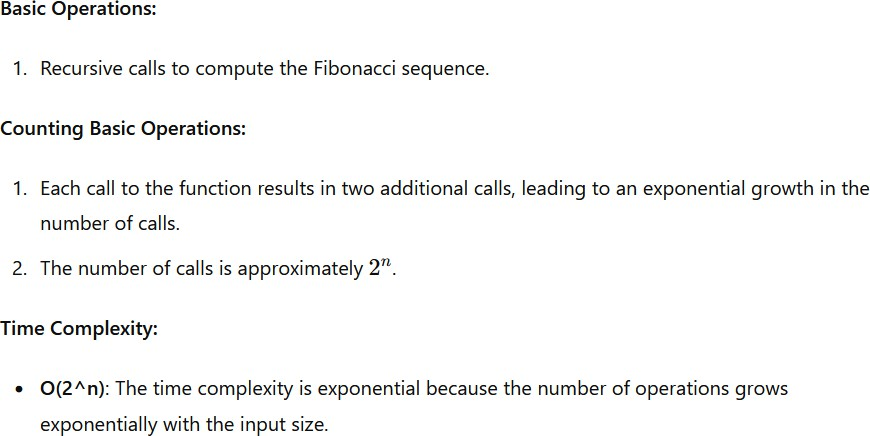 Basic Operations:
1. Recursive calls to compute the Fibonacci sequence.
Counting Basic Operations:
1. Each call to the function results in two additional calls, leading to an exponential growth in the
number of calls.
2. The number of calls is approximately 2ⁿ.
Time Complexity:
• O(2^n): The time complexity is exponential because the number of operations grows
exponentially with the input size.